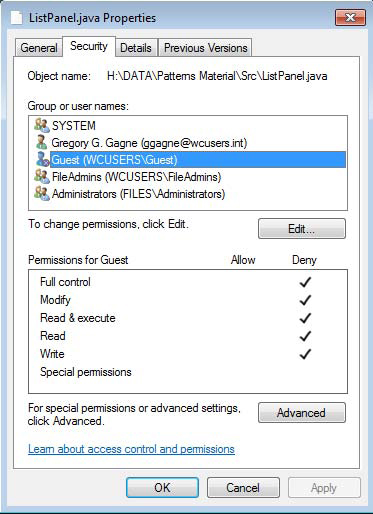 ListPanel.java Properties
General Security Details Previous Versions
Object name: H:\DATA\Patterns Material\Src\ListPanel.java
Group or user names:
SYSTEM
Gregory G. Gagne (ggagne@wcusers.int)
Guest (WCUSERS\Guest)
FileAdmins (WCUSERS\FileAdmins)
Administrators (FILES\Administrators)
To change permissions, click Edit.
Edit...
Permissions for Guest Allow Deny
Full control
Modify
Read & execute
Read
Write
Special permissions
For special permissions or advanced settings,
click Advanced.
Advanced
Learn about access control and permissions
OK Cancel Apply